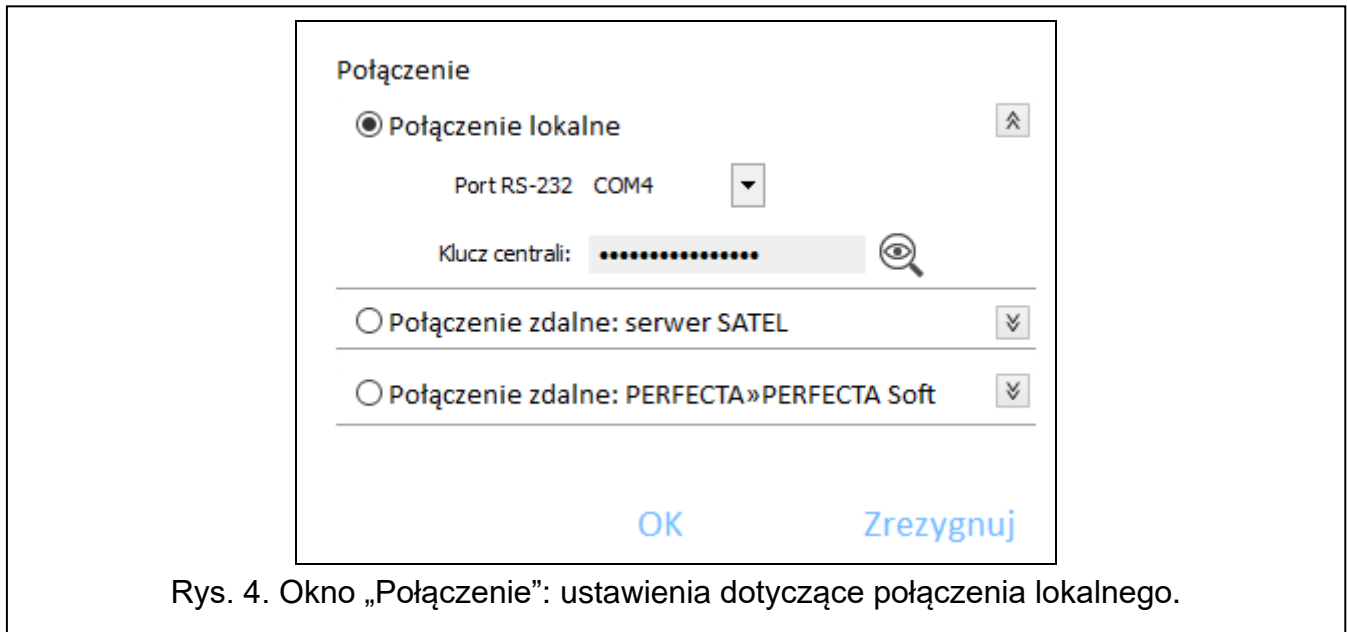 Połączenie
Połączenie lokalne
Port RS-232 COM4
Klucz centrali: ••••••••••••••••
Połączenie zdalne: serwer SATEL
Połączenie zdalne: PERFECTA»PERFECTA Soft
OK Zrezygnuj
Rys. 4. Okno „Połączenie”: ustawienia dotyczące połączenia lokalnego.